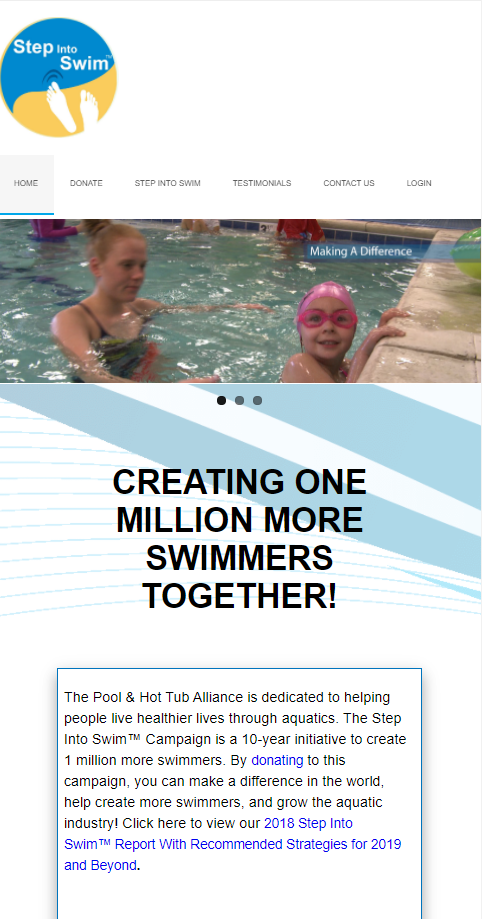 Step Into
Swim™
HOME DONATE STEP INTO SWIM TESTIMONIALS CONTACT US LOGIN
Making A Difference
CREATING ONE
MILLION MORE
SWIMMERS
TOGETHER!
The Pool & Hot Tub Alliance is dedicated to helping
people live healthier lives through aquatics. The Step
Into Swim™ Campaign is a 10-year initiative to create
1 million more swimmers. By donating to this
campaign, you can make a difference in the world,
help create more swimmers, and grow the aquatic
industry! Click here to view our 2018 Step Into
Swim™ Report With Recommended Strategies for 2019
and Beyond.